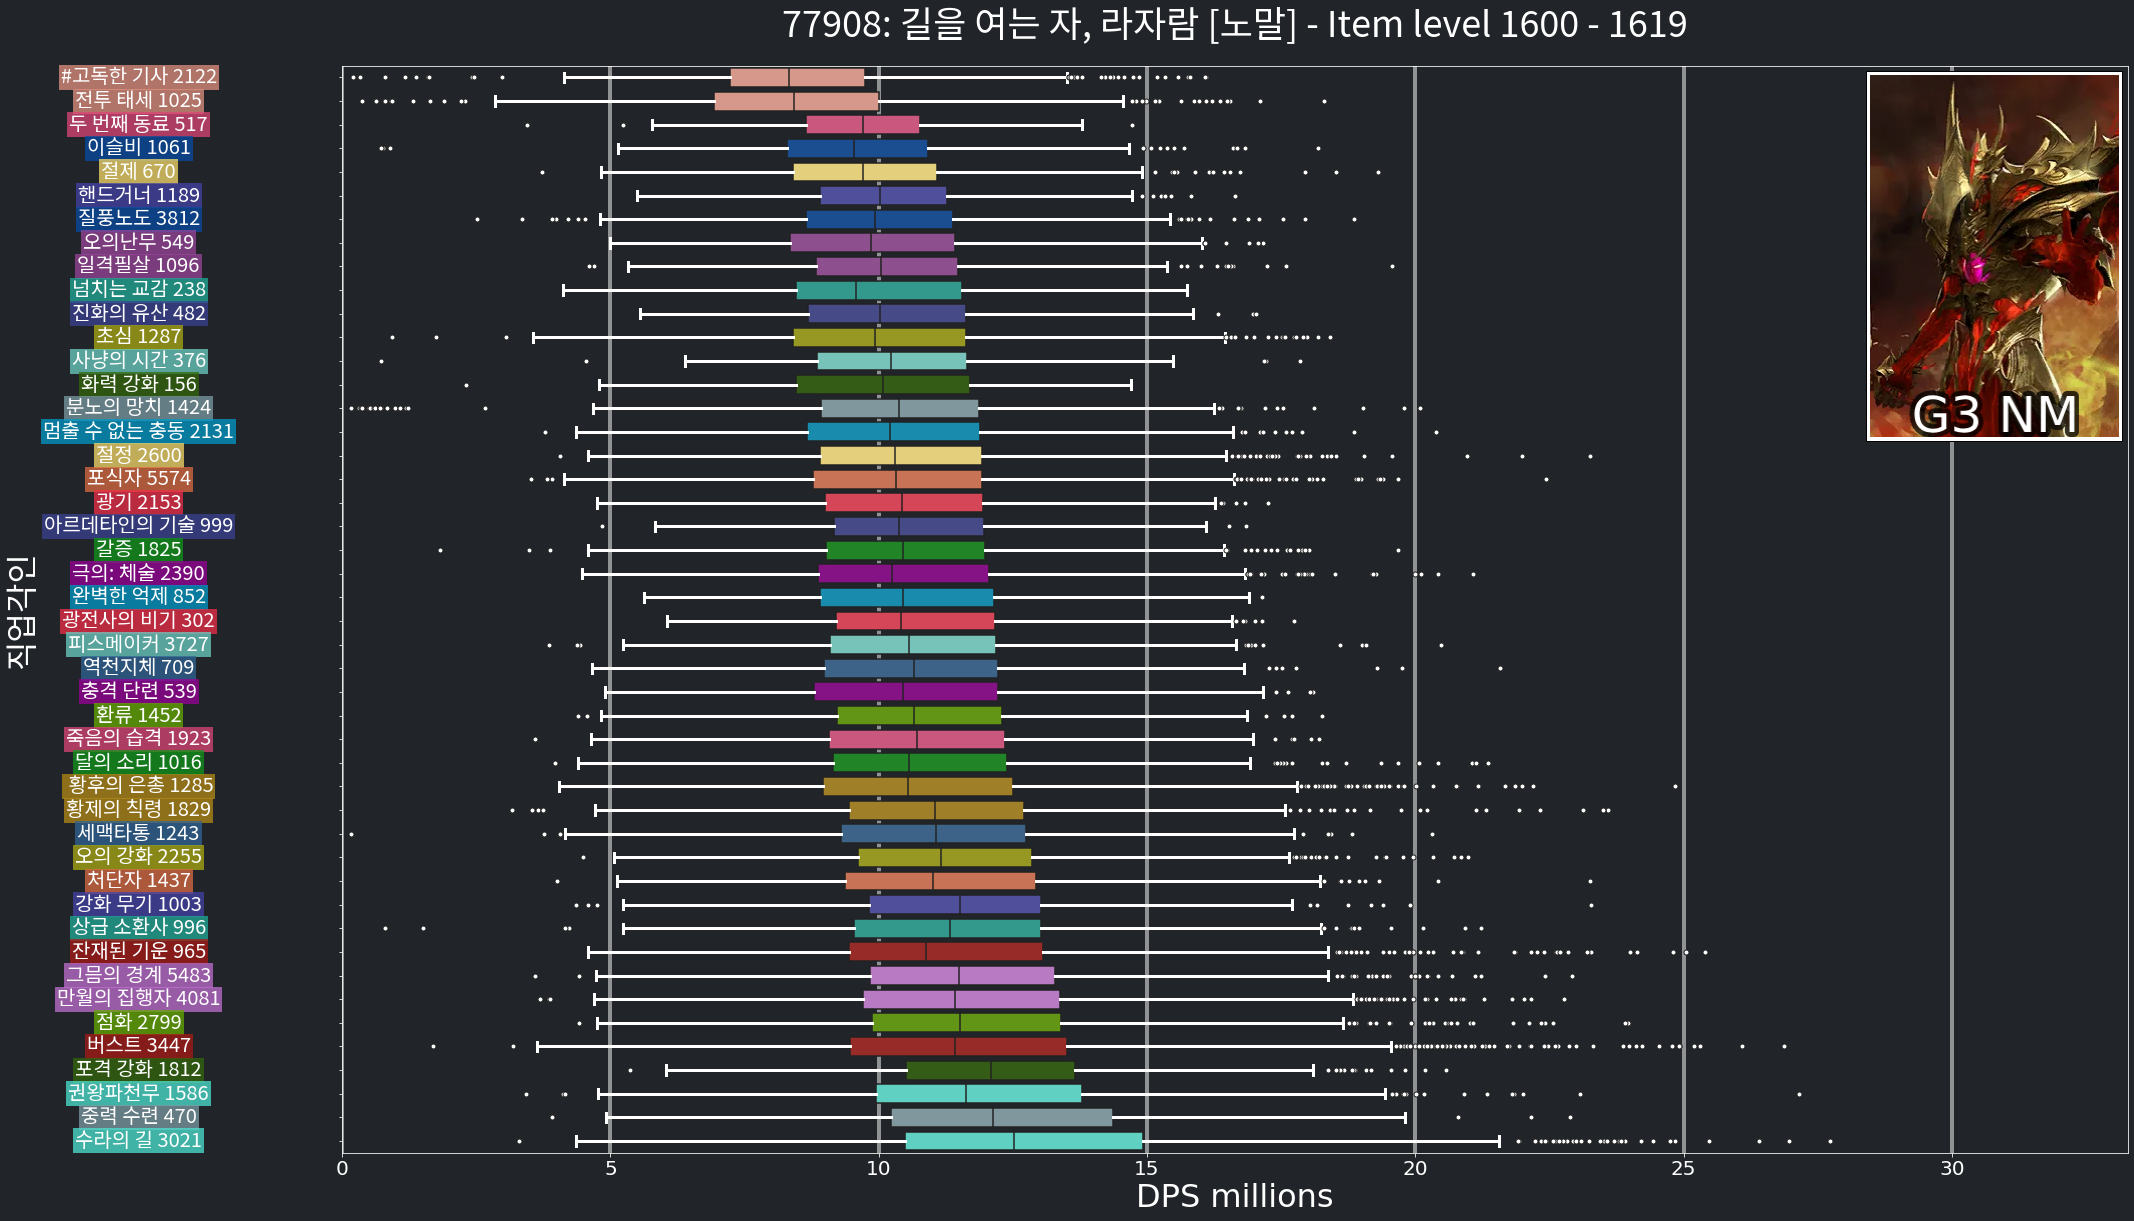 77908: 길을 여는 자, 라자람 [노말] - Item level 1600 - 1619
#고독한 기사 2122
전투 태세 1025
두 번째 동료 517
이슬비 1061
절제 670
핸드거너 1189
질풍노도 3812
오의난무 549
일격필살 1096
넘치는 교감 238
진화의 유산 482
초심 1287
사냥의 시간 376
화력 강화 156
분노의 망치 1424
멈출 수 없는 충동 2131
절정 2600
포식자 5574
광기 2153
아르데타인의 기술 999
갈증 1825
극의: 체술 2390
완벽한 억제 852
광전사의 비기 302
피스메이커 3727
역천지체 709
충격 단련 539
환류 1452
죽음의 습격 1923
달의 소리 1016
황후의 은총 1285
황제의 칙령 1829
세맥타통 1243
오의 강화 2255
처단자 1437
강화 무기 1003
상급 소환사 996
잔재된 기운 965
그믐의 경계 5483
만월의 집행자 4081
점화 2799
버스트 3447
포격 강화 1812
권왕파천무 1586
중력 수련 470
수라의 길 3021
직업각인
G3 NM
0 5 10 15 20 25 30
DPS millions